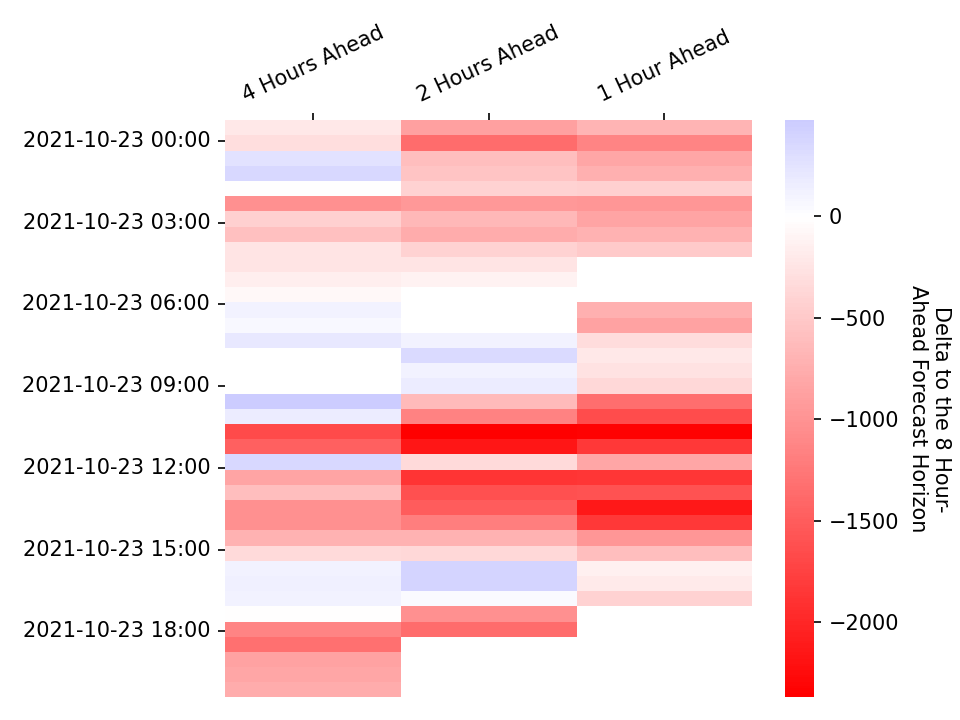 4 Hours Ahead
2 Hours Ahead
1 Hour Ahead
2021-10-23 00:00
2021-10-23 03:00
2021-10-23 06:00
2021-10-23 09:00
2021-10-23 12:00
2021-10-23 15:00
2021-10-23 18:00
0
−500
−1000
−1500
−2000
Delta to the 8 Hour-
Ahead Forecast Horizon